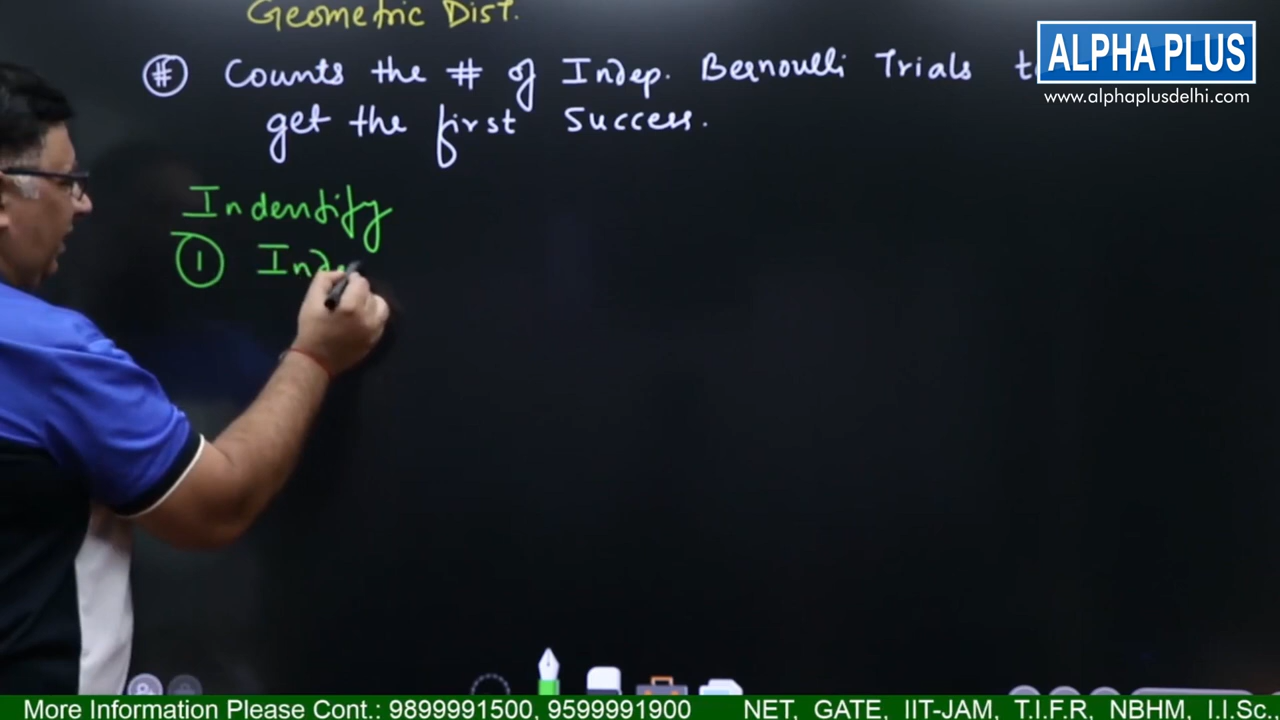 Geometric Dist.
ALPHA PLUS
# Counts the # of Indep. Bernoulli Trials
www.alphaplusdelhi.com
get the first success.
Indentify
① Inde
More Information Please Cont.: 9899991500, 9599991900 NET, GATE, IIT-JAM, T.I.F.R, NBHM, I.I.Sc.,